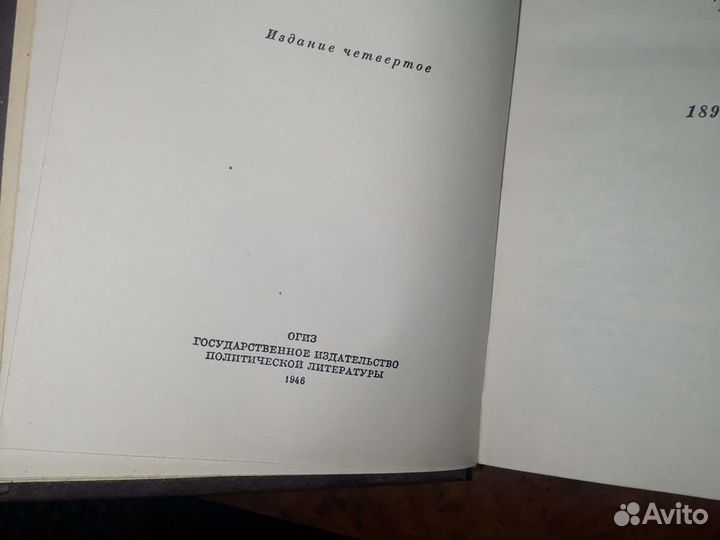 Издание четвертое
189
ОГИЗ
ГОСУДАРСТВЕННОЕ ИЗДАТЕЛЬСТВО
ПОЛИТИЧЕСКОЙ ЛИТЕРАТУРЫ
1946
Avito